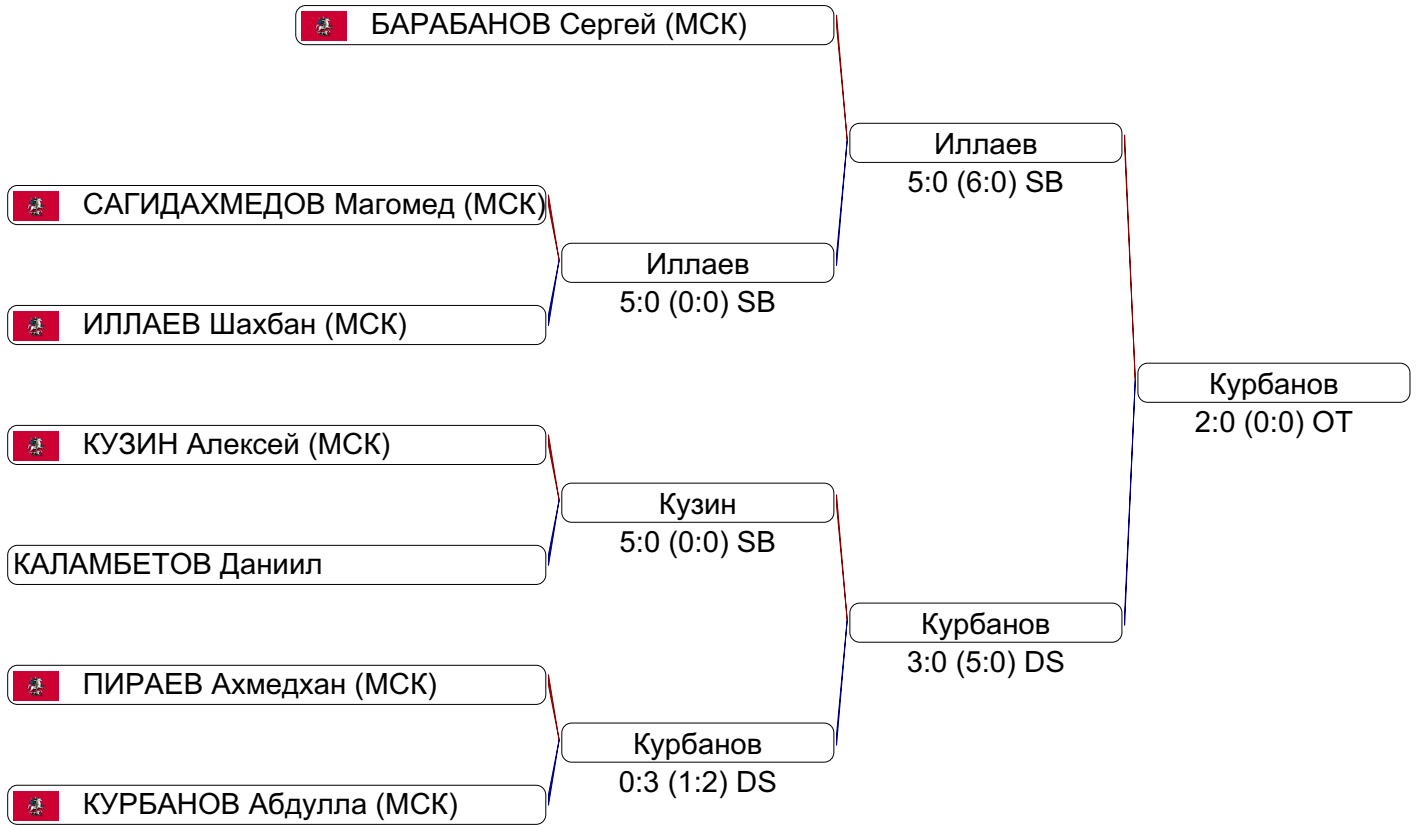 БАРАБАНОВ Сергей (МСК)
Иллаев
5:0 (6:0) SB
САГИДАХМЕДОВ Магомед (МСК)
Иллаев
5:0 (0:0) SB
ИЛЛАЕВ Шахбан (МСК)
Курбанов
2:0 (0:0) OT
КУЗИН Алексей (МСК)
Кузин
5:0 (0:0) SB
КАЛАМБЕТОВ Даниил
Курбанов
3:0 (5:0) DS
ПИРАЕВ Ахмедхан (МСК)
Курбанов
0:3 (1:2) DS
КУРБАНОВ Абдулла (МСК)